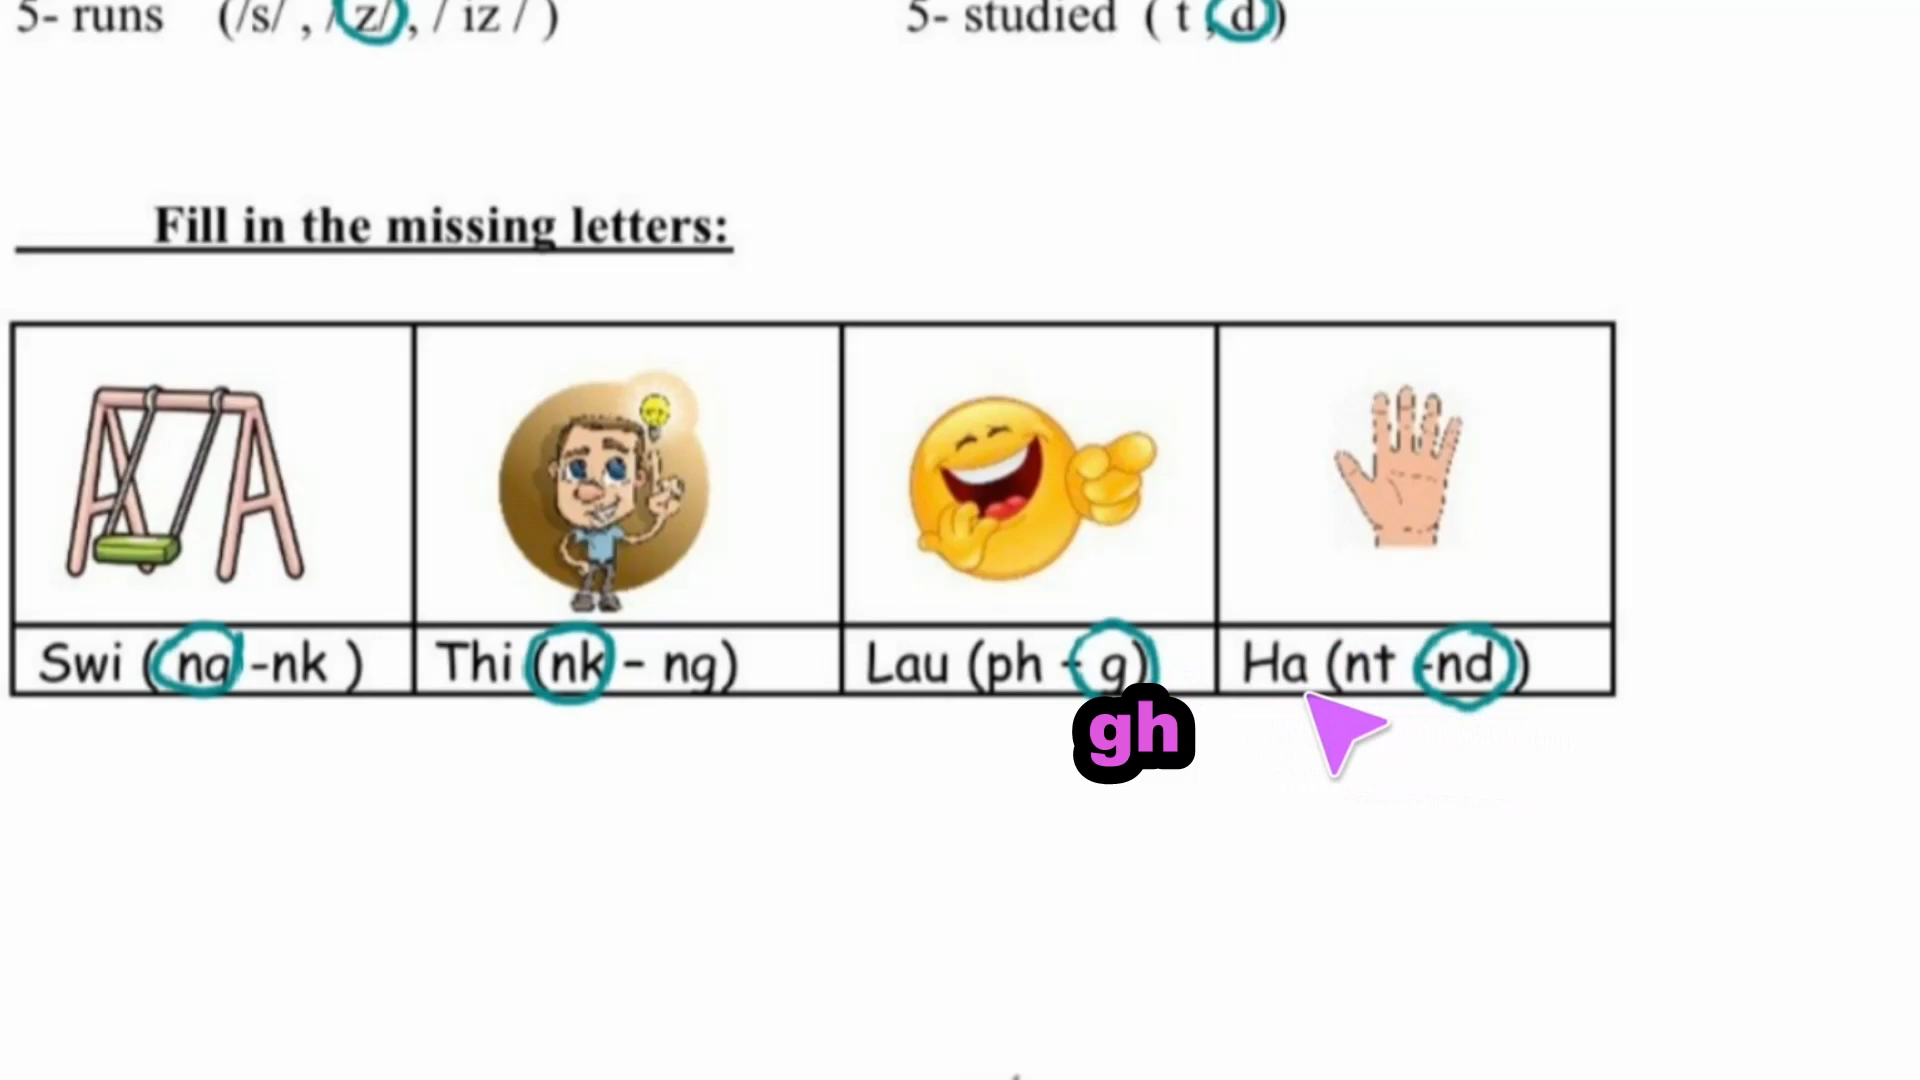 5- runs (/s/ , / z/ , / iz / )
5- studied ( t , d )
Fill in the missing letters:
Swi ( ng -nk )
Thi (nk – ng)
Lau (ph - g)
Ha (nt -nd )
gh